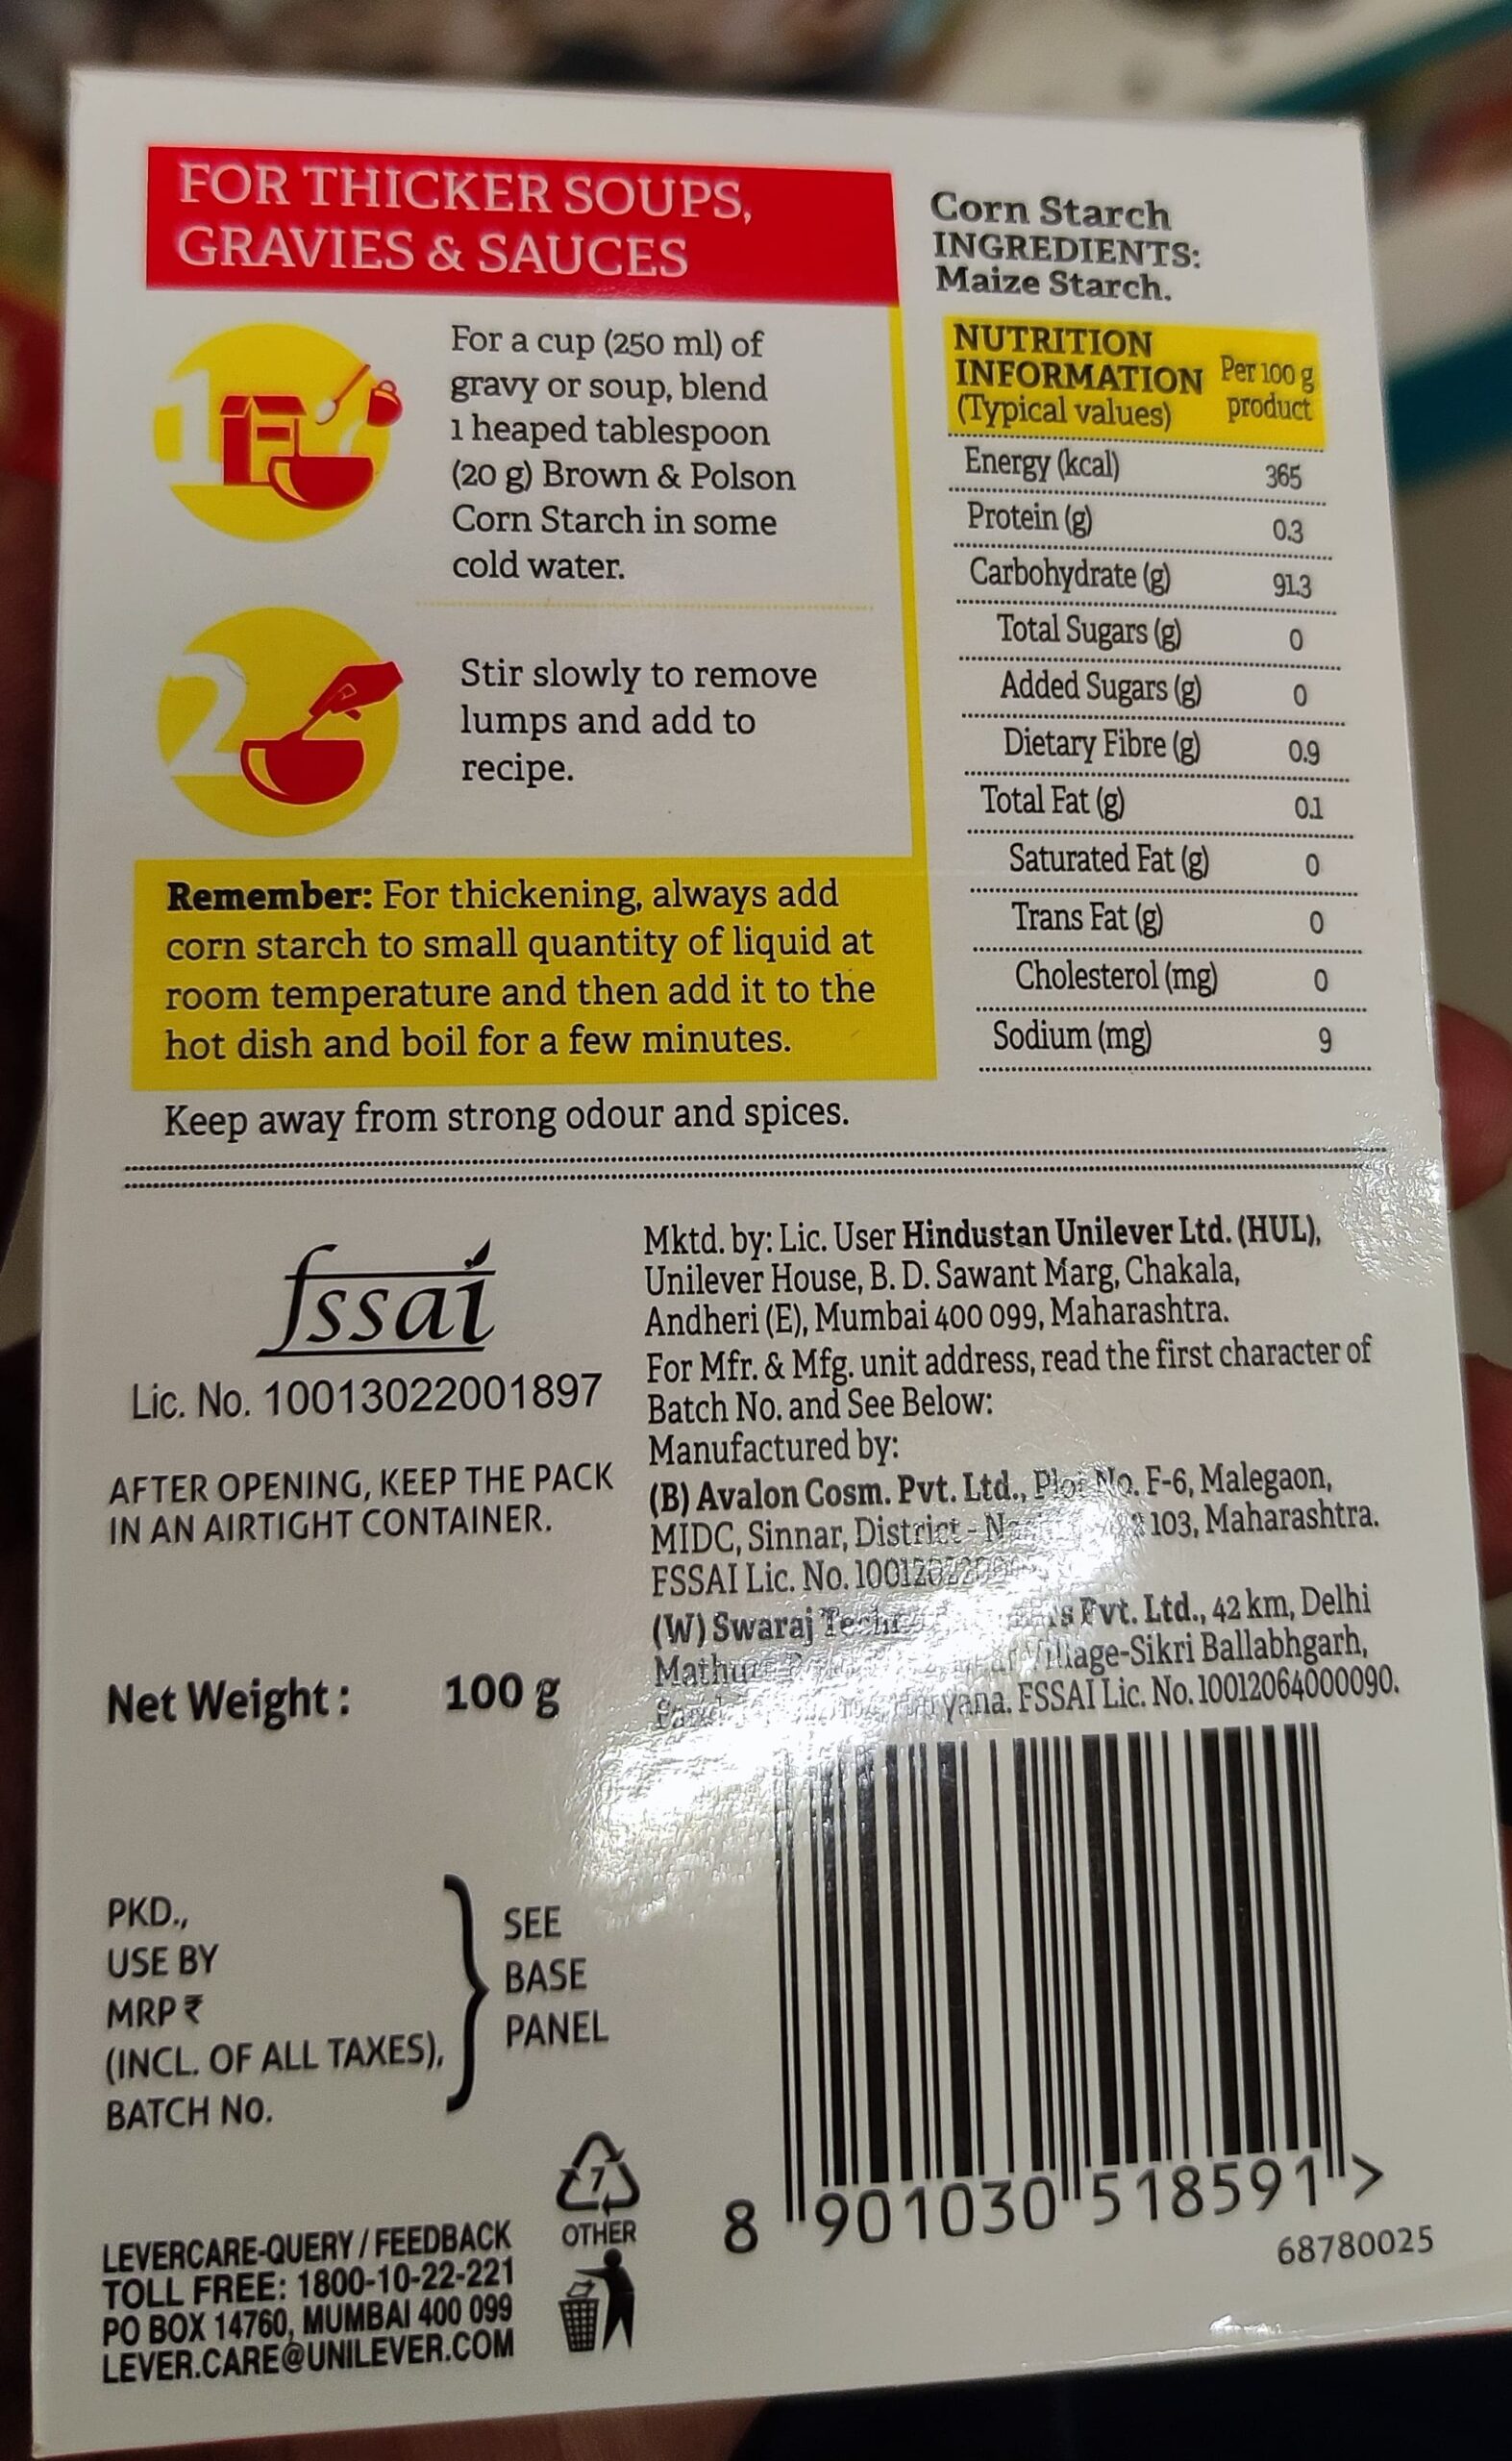 FOR THICKER SOUPS,
GRAVIES & SAUCES
1
For a cup (250 ml) of
gravy or soup, blend
1 heaped tablespoon
(20 g) Brown & Polson
Corn Starch in some
cold water.
2
Stir slowly to remove
lumps and add to
recipe.
Remember: For thickening, always add
corn starch to small quantity of liquid at
room temperature and then add it to the
hot dish and boil for a few minutes.
Keep away from strong odour and spices.
Corn Starch
INGREDIENTS:
Maize Starch.
NUTRITION
INFORMATION Per 100 g
(Typical values) product
Energy (kcal) 365
Protein (g) 0.3
Carbohydrate (g) 91.3
Total Sugars (g) 0
Added Sugars (g) 0
Dietary Fibre (g) 0.9
Total Fat (g) 0.1
Saturated Fat (g) 0
Trans Fat (g) 0
Cholesterol (mg) 0
Sodium (mg) 9
fssai
Lic. No. 10013022001897
AFTER OPENING, KEEP THE PACK
IN AN AIRTIGHT CONTAINER.
Net Weight: 100 g
Mktd. by: Lic. User Hindustan Unilever Ltd. (HUL),
Unilever House, B. D. Sawant Marg, Chakala,
Andheri (E), Mumbai 400 099, Maharashtra.
For Mfr. & Mfg. unit address, read the first character of
Batch No. and See Below:
Manufactured by:
(B) Avalon Cosm. Pvt. Ltd., Plot No. F-6, Malegaon,
MIDC, Sinnar, District - 103, Maharashtra.
FSSAI Lic. No.
(W) Swaraj Pvt. Ltd., 42 km, Delhi
Village-Sikri Ballabhgarh,
Haryana. FSSAI Lic. No. 10012064000090.
PKD.,
USE BY
MRP ₹
(INCL. OF ALL TAXES),
BATCH NO.
SEE
BASE
PANEL
LEVERCARE-QUERY / FEEDBACK
TOLL FREE: 1800-10-22-221
PO BOX 14760, MUMBAI 400 099
LEVER.CARE@UNILEVER.COM
7
OTHER
8 901030 518591 >
68780025